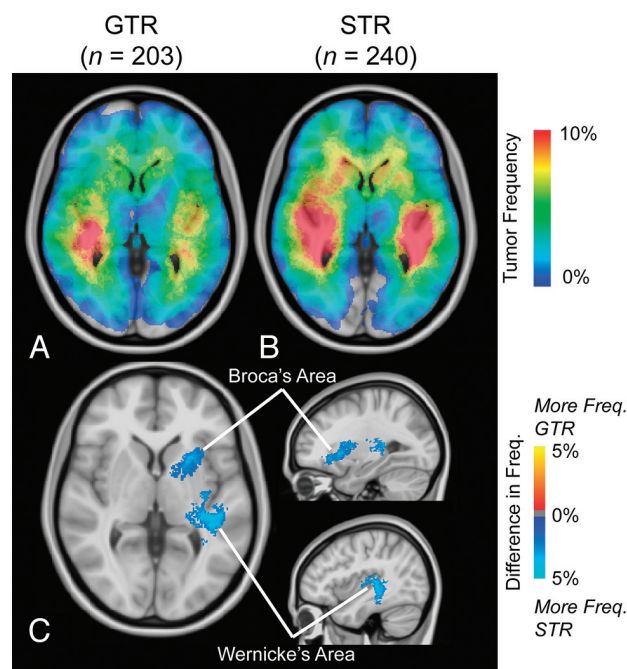 GTR
(n = 203)
STR
(n = 240)
10%
Tumor Frequency
0%
A
B
Broca's Area
More Freq.
GTR
5%
Difference in Freq.
0%
5%
More Freq.
STR
C
Wernicke's Area